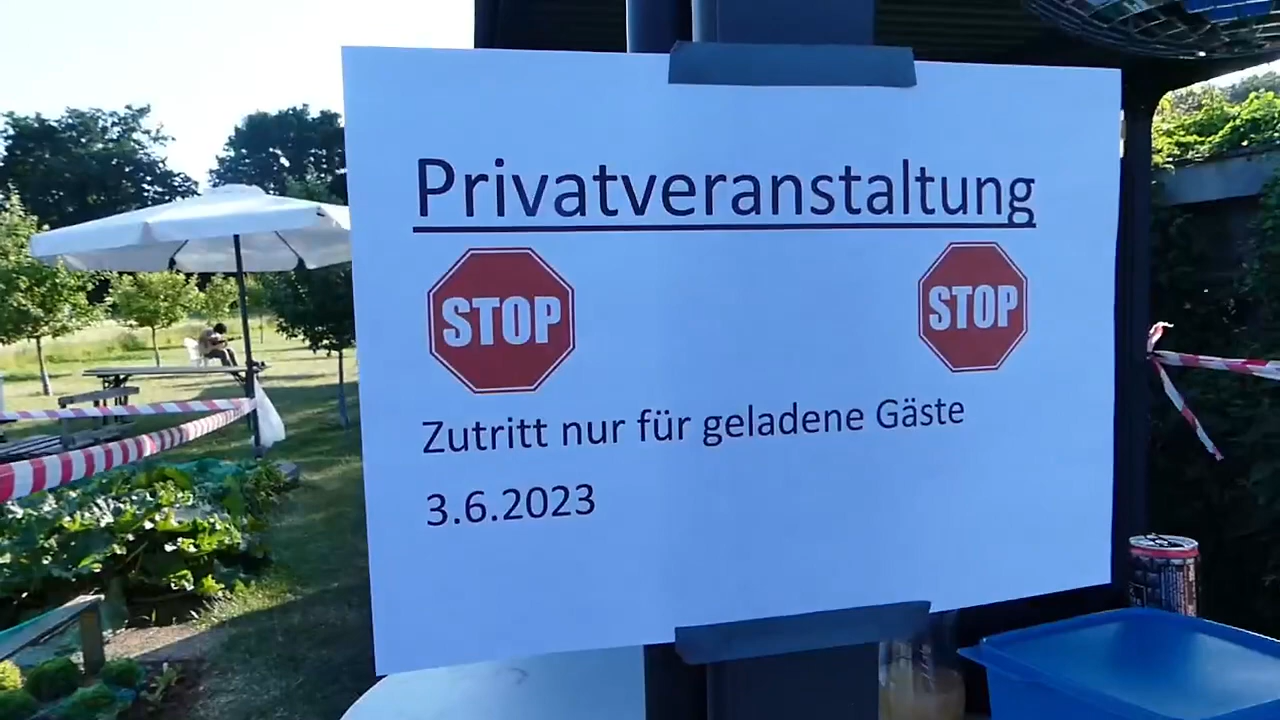 Privatveranstaltung
STOP STOP
Zutritt nur für geladene Gäste
3.6.2023